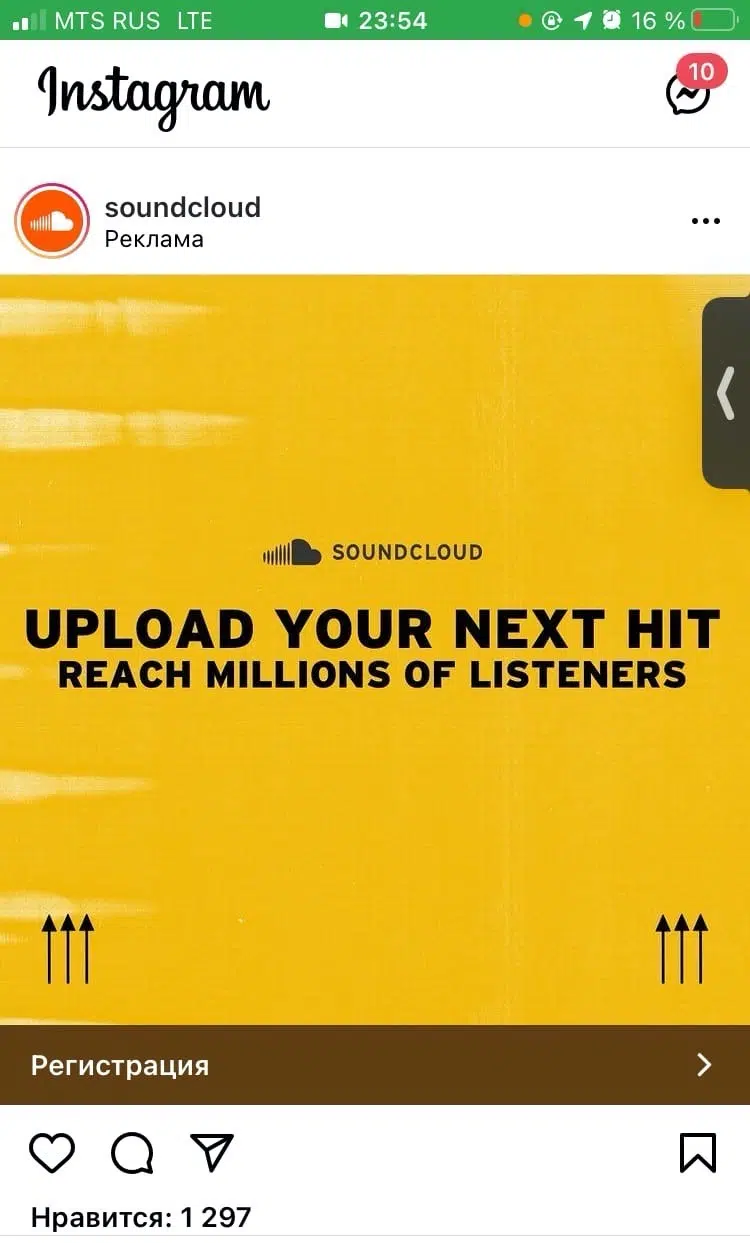 MTS RUS LTE 23:54 16 %
Instagram
10
soundcloud
Реклама
SOUNDCLOUD
UPLOAD YOUR NEXT HIT
REACH MILLIONS OF LISTENERS
Регистрация
Нравится: 1 297